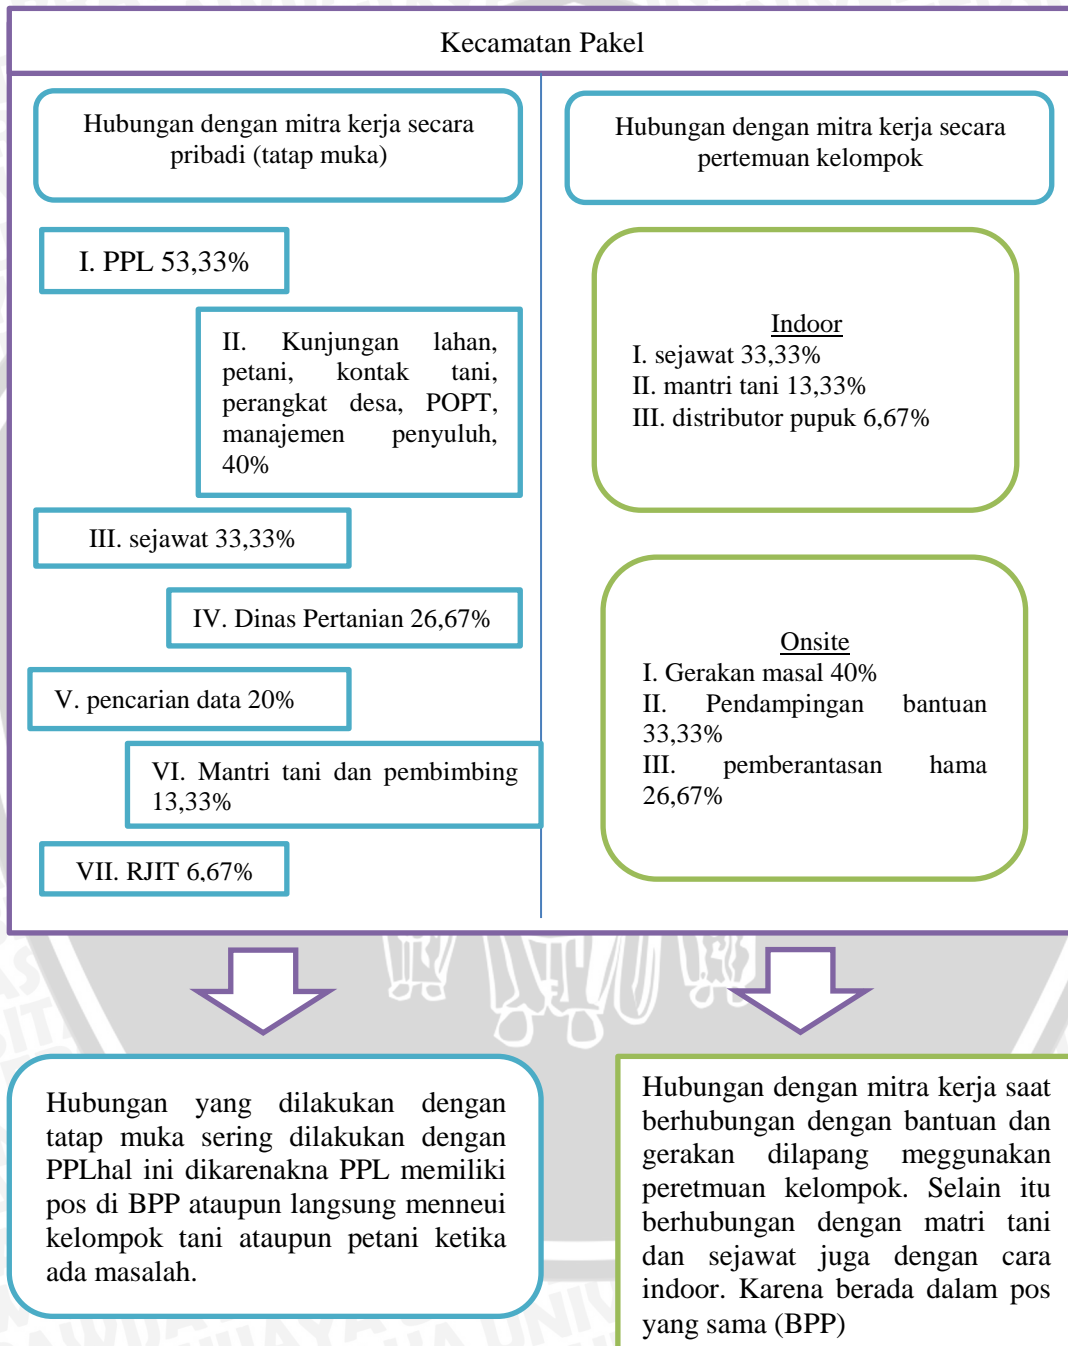 Kecamatan Pakel
Hubungan dengan mitra kerja secara
pribadi (tatap muka)
I. PPL 53,33%
II. Kunjungan lahan,
petani, kontak tani,
perangkat desa, POPT,
manajemen penyuluh,
40%
III. sejawat 33,33%
IV. Dinas Pertanian 26,67%
V. pencarian data 20%
VI. Mantri tani dan pembimbing
13,33%
VII. RJIT 6,67%
Hubungan dengan mitra kerja secara
pertemuan kelompok
Indoor
I. sejawat 33,33%
II. mantri tani 13,33%
III. distributor pupuk 6,67%
Onsite
I. Gerakan masal 40%
II. Pendampingan bantuan
33,33%
III. pemberantasan hama
26,67%
Hubungan yang dilakukan dengan
tatap muka sering dilakukan dengan
PPLhal ini dikarenakna PPL memiliki
pos di BPP ataupun langsung menneui
kelompok tani ataupun petani ketika
ada masalah.
Hubungan dengan mitra kerja saat
berhubungan dengan bantuan dan
gerakan dilapang meggunakan
peretmuan kelompok. Selain itu
berhubungan dengan matri tani
dan sejawat juga dengan cara
indoor. Karena berada dalam pos
yang sama (BPP)